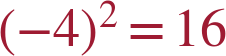 (−4)² = 16